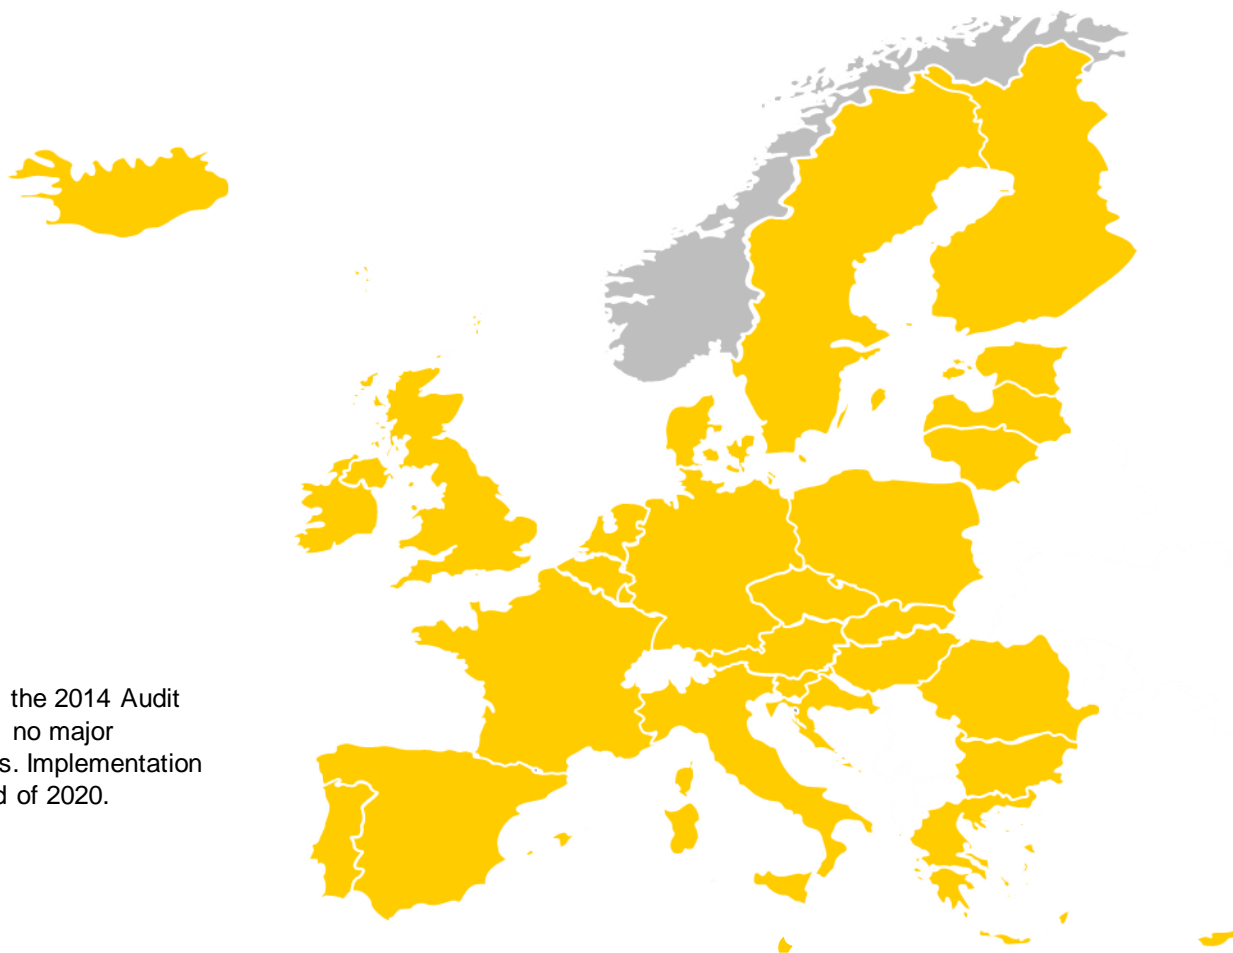 the 2014 Audit
no major
s. Implementation
d of 2020.